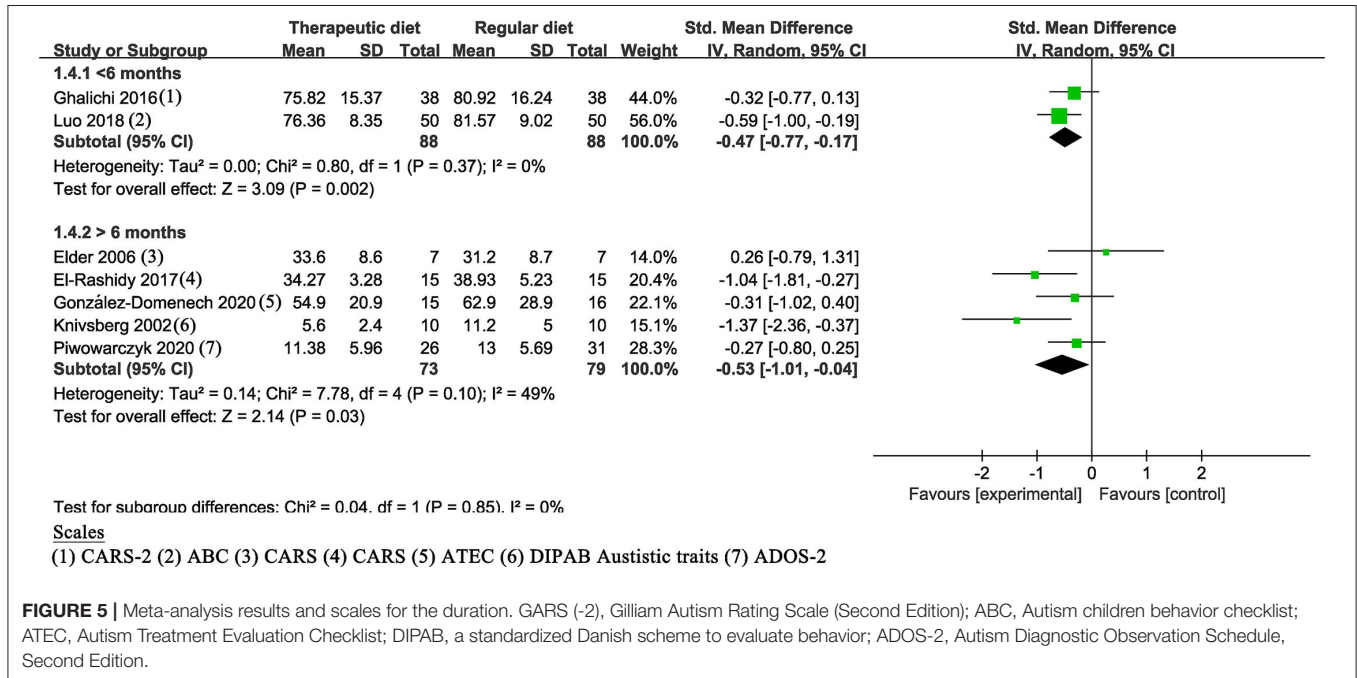 Therapeutic diet Regular diet Std. Mean Difference Std. Mean Difference
Study or Subgroup Mean SD Total Mean SD Total Weight IV, Random, 95% CI IV, Random, 95% CI
1.4.1 <6 months
Ghalichi 2016(1) 75.82 15.37 38 80.92 16.24 38 44.0% -0.32 [-0.77, 0.13]
Luo 2018 (2) 76.36 8.35 50 81.57 9.02 50 56.0% -0.59 [-1.00, -0.19]
Subtotal (95% CI) 88 88 100.0% -0.47 [-0.77, -0.17]
Heterogeneity: Tau² = 0.00; Chi² = 0.80, df = 1 (P = 0.37); I² = 0%
Test for overall effect: Z = 3.09 (P = 0.002)
1.4.2 > 6 months
Elder 2006 (3) 33.6 8.6 7 31.2 8.7 7 14.0% 0.26 [-0.79, 1.31]
El-Rashidy 2017(4) 34.27 3.28 15 38.93 5.23 15 20.4% -1.04 [-1.81, -0.27]
González-Domenech 2020 (5) 54.9 20.9 15 62.9 28.9 16 22.1% -0.31 [-1.02, 0.40]
Knivsberg 2002(6) 5.6 2.4 10 11.2 5 10 15.1% -1.37 [-2.36, -0.37]
Piwowarczyk 2020 (7) 11.38 5.96 26 13 5.69 31 28.3% -0.27 [-0.80, 0.25]
Subtotal (95% CI) 73 79 100.0% -0.53 [-1.01, -0.04]
Heterogeneity: Tau² = 0.14; Chi² = 7.78, df = 4 (P = 0.10); I² = 49%
Test for overall effect: Z = 2.14 (P = 0.03)
-2 -1 0 1 2
Favours [experimental] Favours [control]
Test for subgroup differences: Chi² = 0.04, df = 1 (P = 0.85), I² = 0%
Scales
(1) CARS-2 (2) ABC (3) CARS (4) CARS (5) ATEC (6) DIPAB Austistic traits (7) ADOS-2
FIGURE 5 | Meta-analysis results and scales for the duration. GARS (-2), Gilliam Autism Rating Scale (Second Edition); ABC, Autism children behavior checklist;
ATEC, Autism Treatment Evaluation Checklist; DIPAB, a standardized Danish scheme to evaluate behavior; ADOS-2, Autism Diagnostic Observation Schedule,
Second Edition.